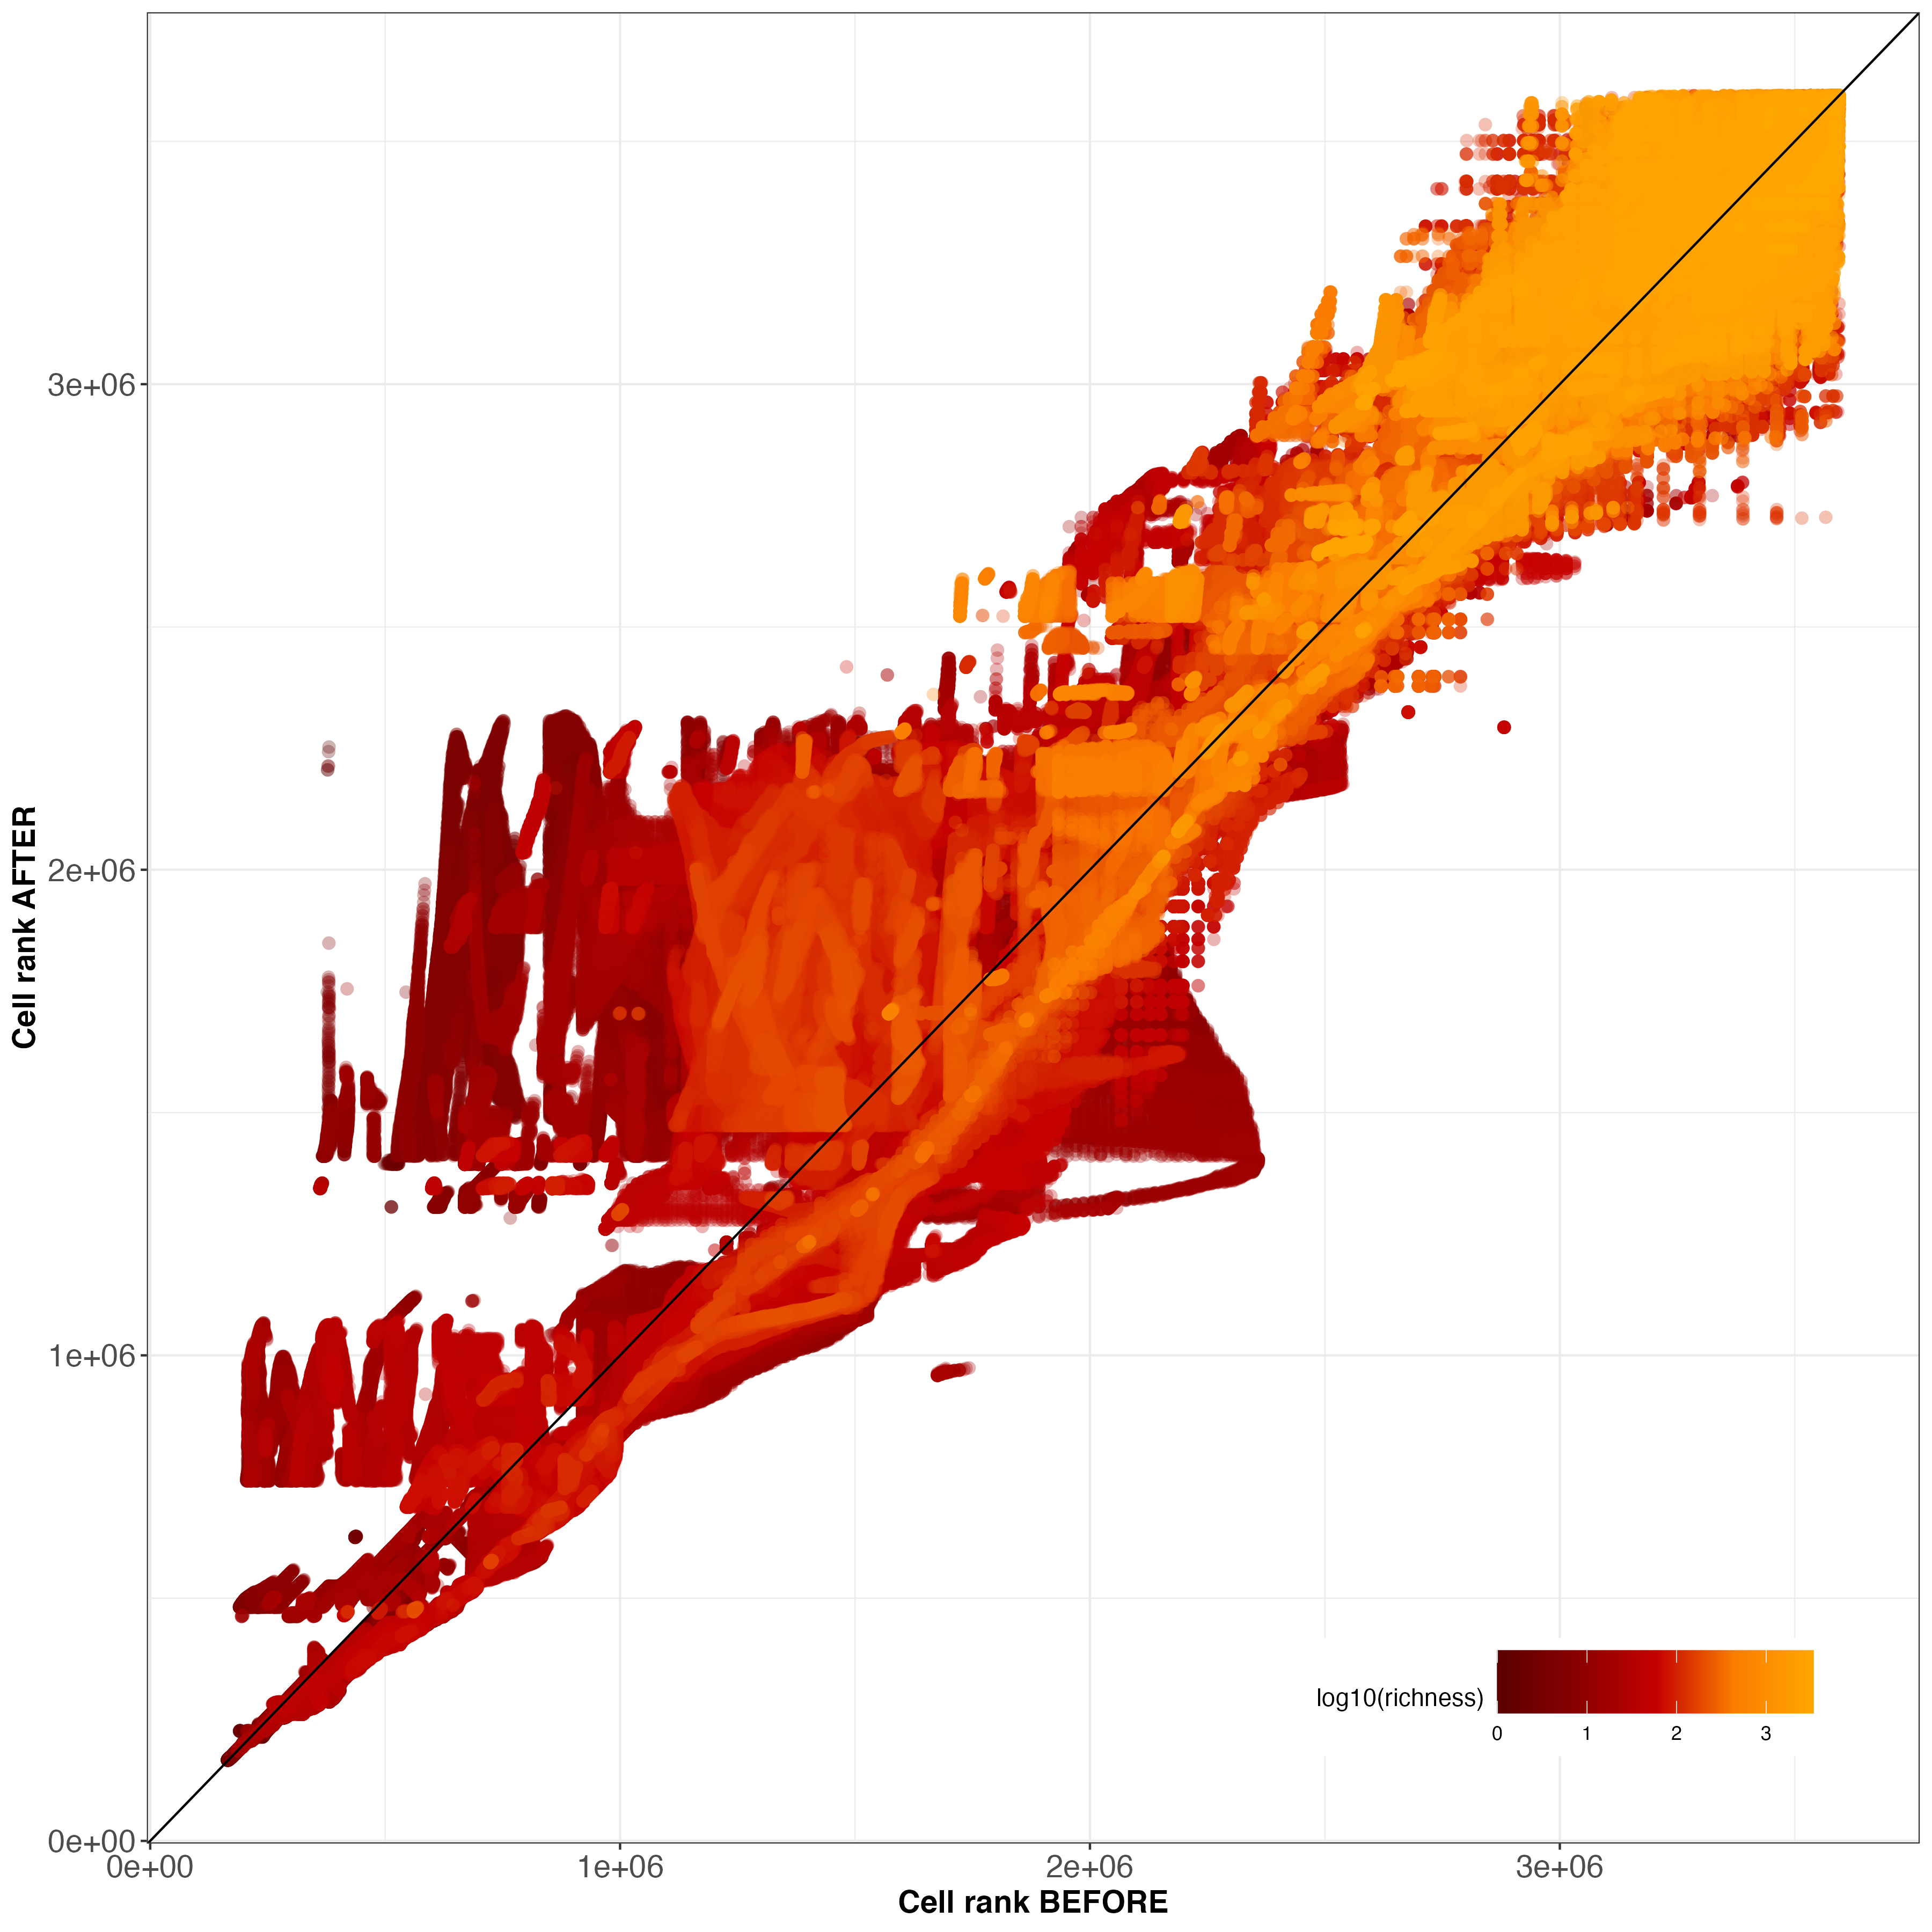 Cell rank AFTER
3e+06
2e+06
1e+06
0e+00
0e+00 1e+06 2e+06 3e+06
Cell rank BEFORE
log10(richness)
0 1 2 3